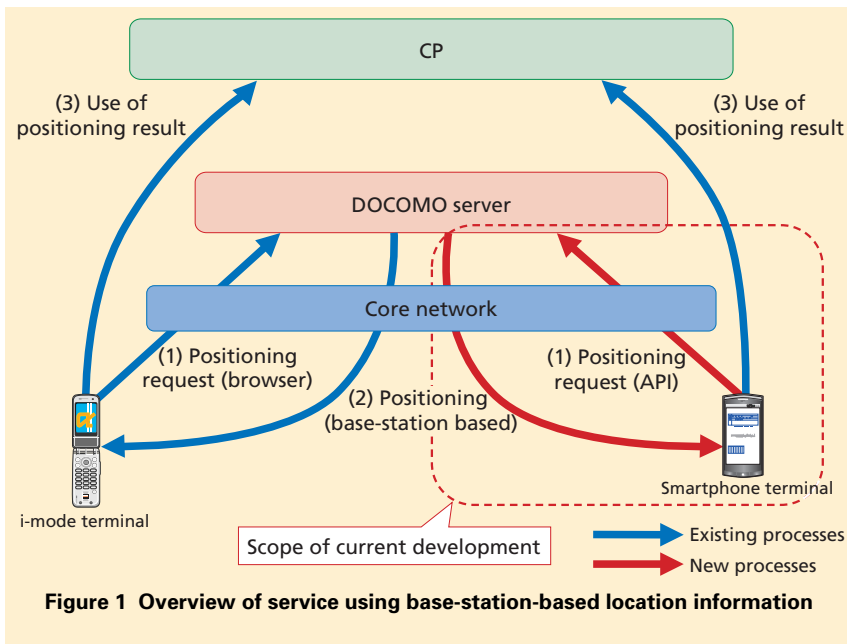 CP
(3) Use of
positioning result
(3) Use of
positioning result
DOCOMO server
Core network
(1) Positioning
request (browser)
(1) Positioning
request (API)
(2) Positioning
(base-station based)
i-mode terminal
Smartphone terminal
Scope of current development
Existing processes
New processes
Figure 1 Overview of service using base-station-based location information